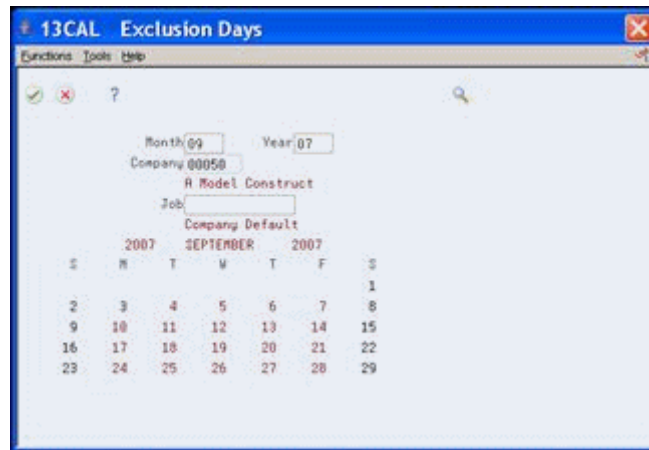 13CAL Exclusion Days
Functions Tools Help
?
Month 09 Year 07
Company 00050
A Model Construct
Job
Company Default
2007 SEPTEMBER 2007
S M T W T F S
1
2 3 4 5 6 7 8
9 10 11 12 13 14 15
16 17 18 19 20 21 22
23 24 25 26 27 28 29